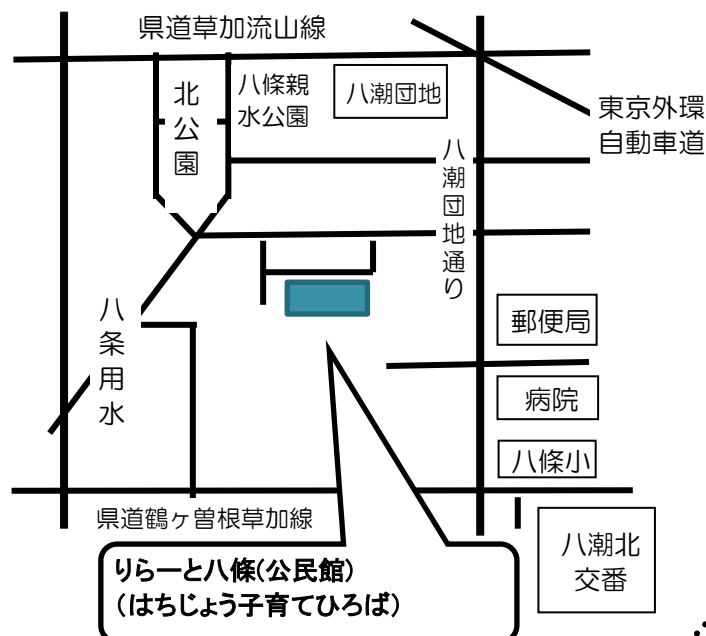 県道草加流山線
北公園
八條親
水公園
八潮団地
東京外環
自動車道
八潮団地通り
八条用水
郵便局
病院
八條小
県道鶴ヶ曽根草加線
八潮北
交番
りらーと八條(公民館)
(はちじょう子育てひろば)